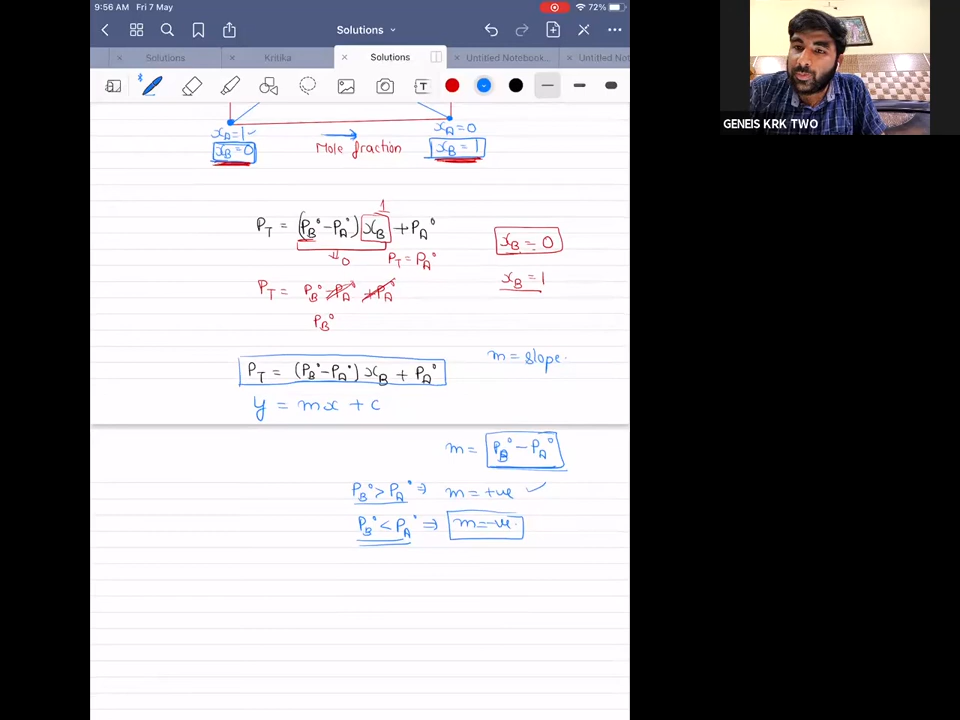 9:56 AM Fri 7 May
72%
Solutions
Solutions
Kritika
Solutions
Untitled Notebook...
Untitled Not
T
GENEIS KRK TWO
xA=1 ✓
xB=0
xA=0
xB=1
Mole fraction
1
PT = (PB°-PA°) xB + PA°
0
PT = PA°
xB = 0
PT = PB° - PA° + PA°
xB = 1
PB°
m = slope.
PT = (PB°-PA°) xB + PA°
y = mx + c
m = PB° - PA°
PB° > PA° ⇒ m = +ve ✓
PB° < PA° ⇒ m = -ve.